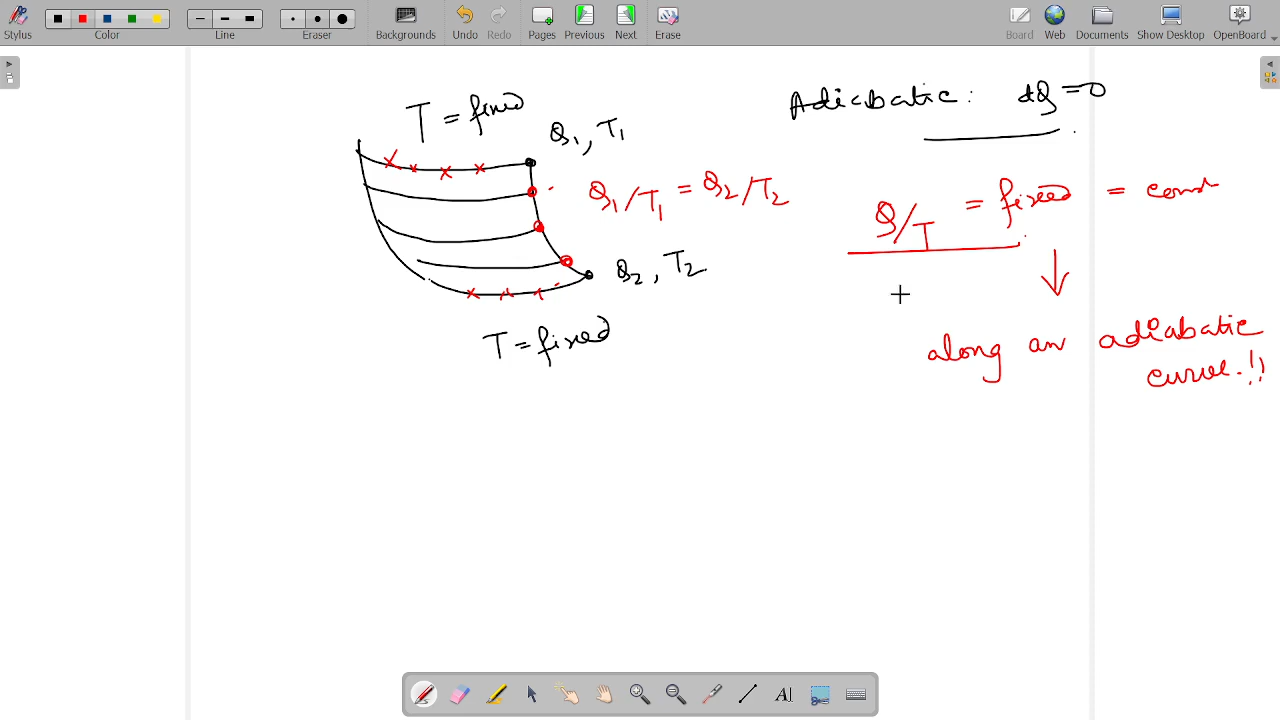 Stylus
Color
Line
Eraser
Backgrounds
Undo
Redo
Pages
Previous
Next
Erase
Board
Web
Documents
Show Desktop
OpenBoard
T = fixed
Q1, T1
Adiabatic: đQ = 0
Q1/T1 = Q2/T2
Q/T = fixed = const
Q2, T2
T = fixed
along an adiabatic
curve.!!